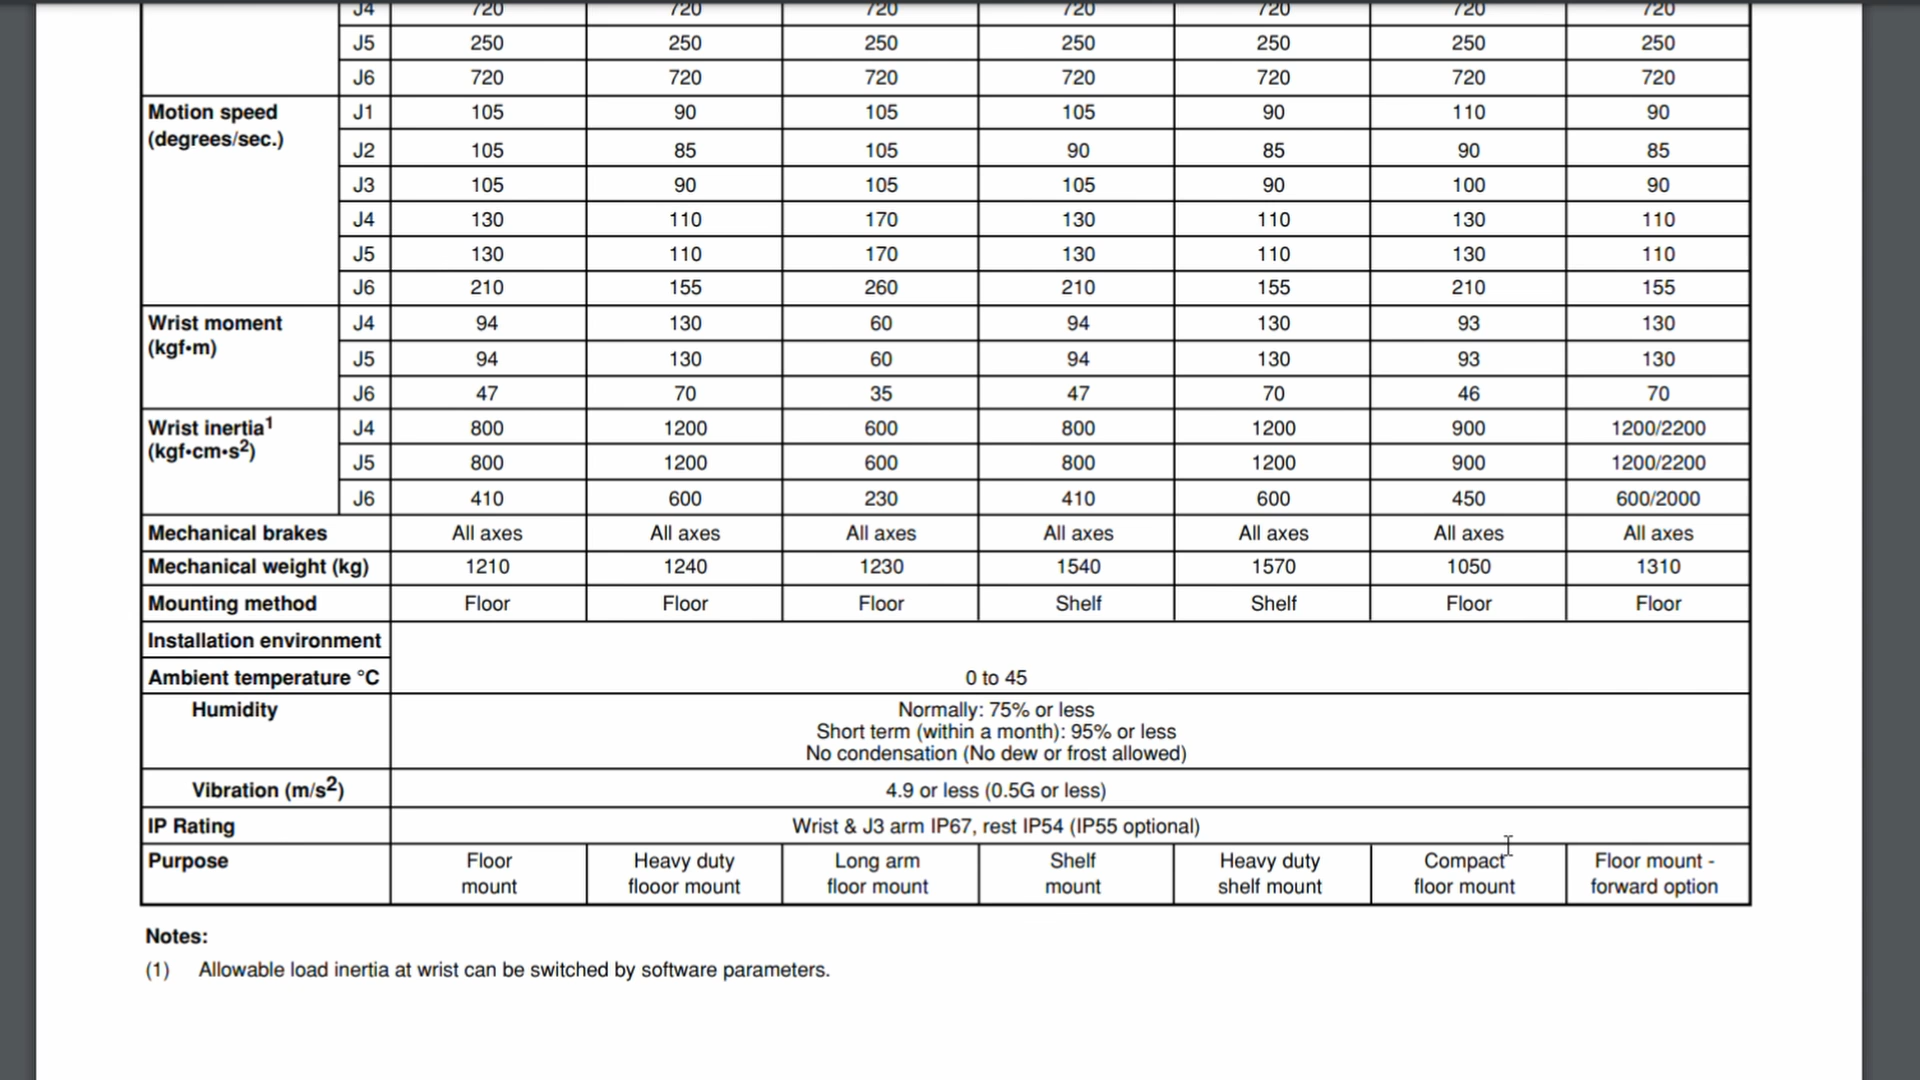 J4 720 720 720 720 720 720 720
J5 250 250 250 250 250 250 250
J6 720 720 720 720 720 720 720
Motion speed J1 105 90 105 105 90 110 90
(degrees/sec.)
J2 105 85 105 90 85 90 85
J3 105 90 105 105 90 100 90
J4 130 110 170 130 110 130 110
J5 130 110 170 130 110 130 110
J6 210 155 260 210 155 210 155
Wrist moment J4 94 130 60 94 130 93 130
(kgf•m)
J5 94 130 60 94 130 93 130
J6 47 70 35 47 70 46 70
Wrist inertia1 J4 800 1200 600 800 1200 900 1200/2200
(kgf•cm•s2)
J5 800 1200 600 800 1200 900 1200/2200
J6 410 600 230 410 600 450 600/2000
Mechanical brakes All axes All axes All axes All axes All axes All axes All axes
Mechanical weight (kg) 1210 1240 1230 1540 1570 1050 1310
Mounting method Floor Floor Floor Shelf Shelf Floor Floor
Installation environment
Ambient temperature °C 0 to 45
Humidity Normally: 75% or less
Short term (within a month): 95% or less
No condensation (No dew or frost allowed)
Vibration (m/s2) 4.9 or less (0.5G or less)
IP Rating Wrist & J3 arm IP67, rest IP54 (IP55 optional)
Purpose Floor Heavy duty Long arm Shelf Heavy duty Compact Floor mount -
mount flooor mount floor mount mount shelf mount floor mount forward option
Notes:
(1) Allowable load inertia at wrist can be switched by software parameters.